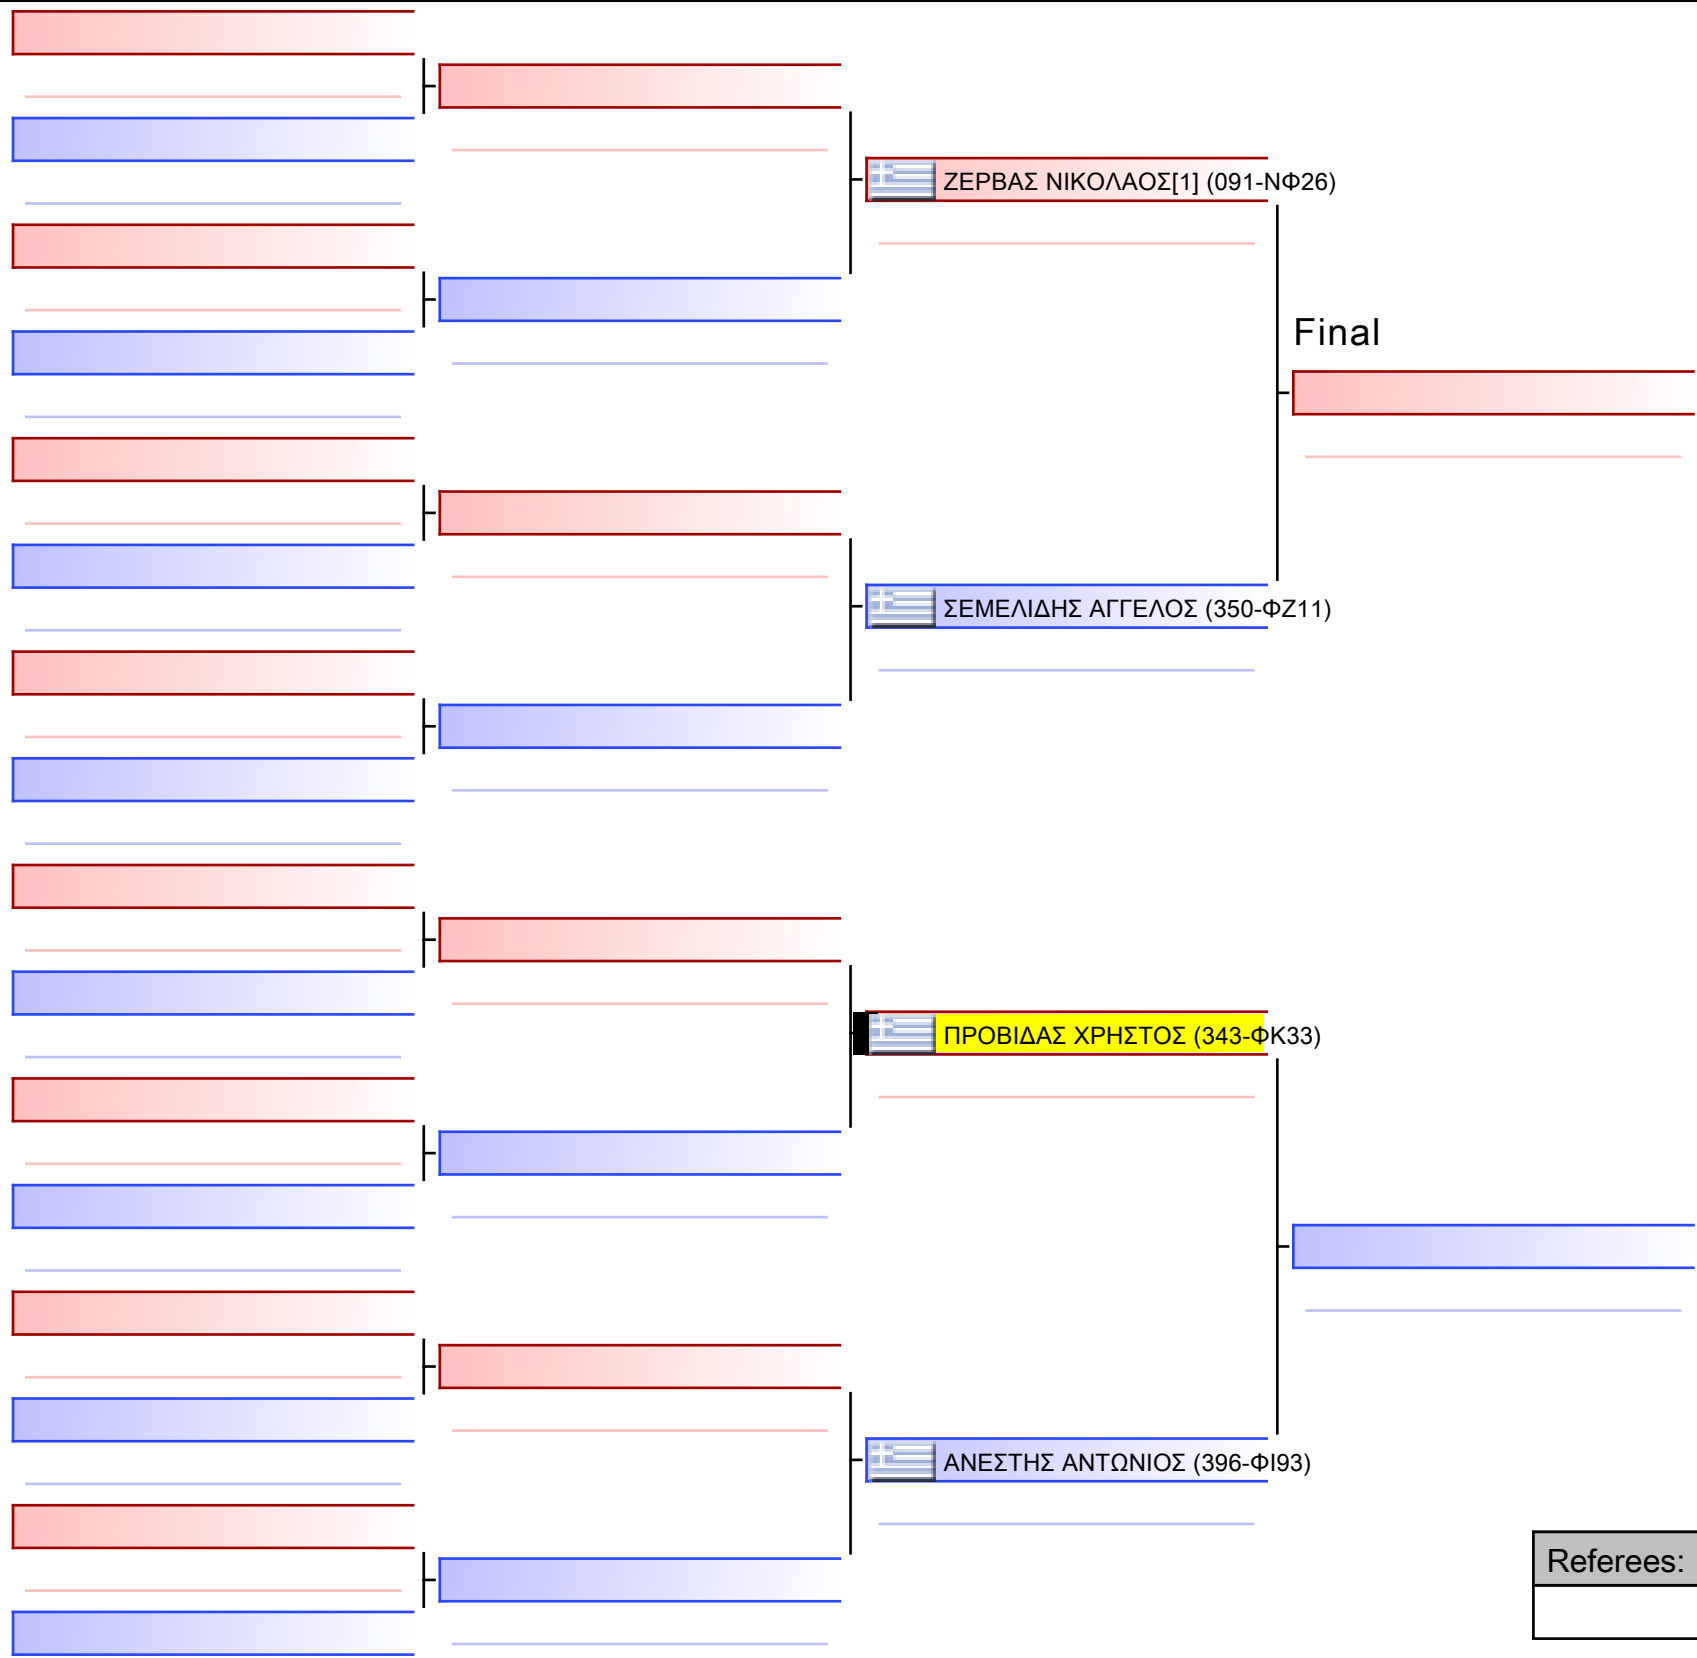 ΖΕΡΒΑΣ ΝΙΚΟΛΑΟΣ[1] (091-ΝΦ26)
Final
ΣΕΜΕΛΙΔΗΣ ΑΓΓΕΛΟΣ (350-ΦΖ11)
ΠΡΟΒΙΔΑΣ ΧΡΗΣΤΟΣ (343-ΦΚ33)
ΑΝΕΣΤΗΣ ΑΝΤΩΝΙΟΣ (396-ΦΙ93)
Referees: